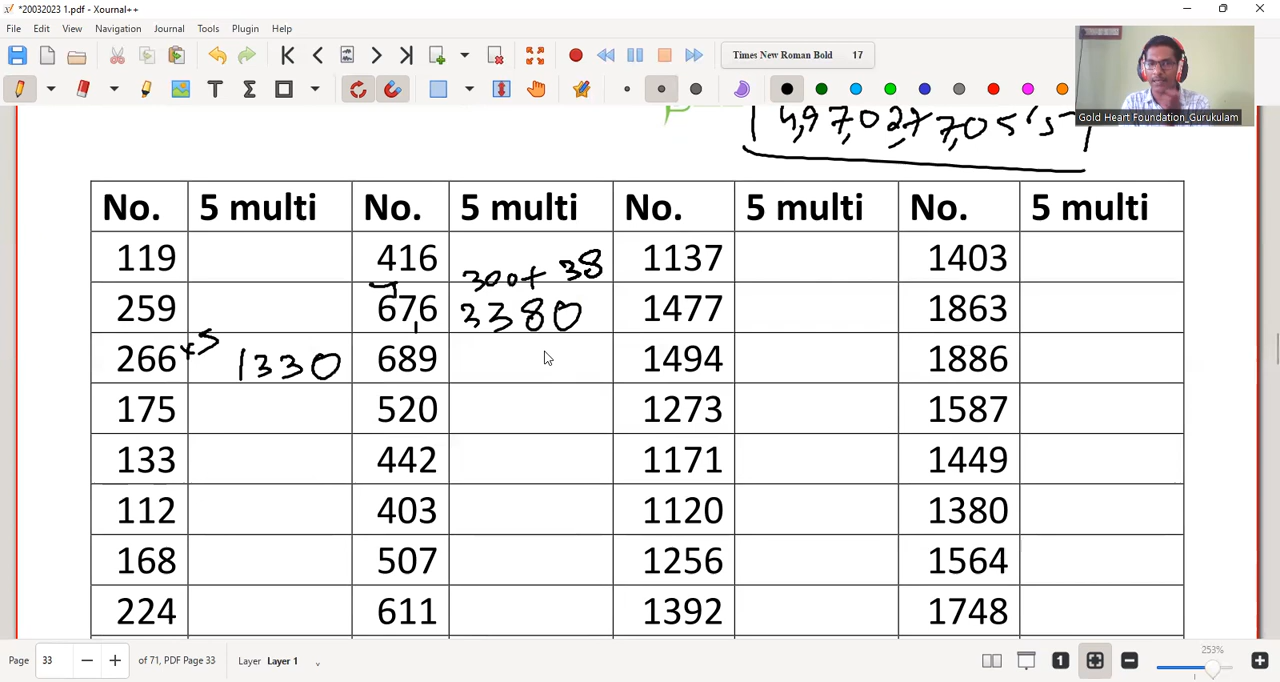 *20032023 1.pdf - Xournal++
File Edit View Navigation Journal Tools Plugin Help
Times New Roman Bold 17
Gold Heart Foundation_Gurukulam
No. 5 multi No. 5 multi No. 5 multi No. 5 multi
119 416 300+ 38 1137 1403
259 676 3380 1477 1863
266 x5 1330 689 1494 1886
175 520 1273 1587
133 442 1171 1449
112 403 1120 1380
168 507 1256 1564
224 611 1392 1748
253%
Page 33 of 71, PDF Page 33 Layer Layer 1